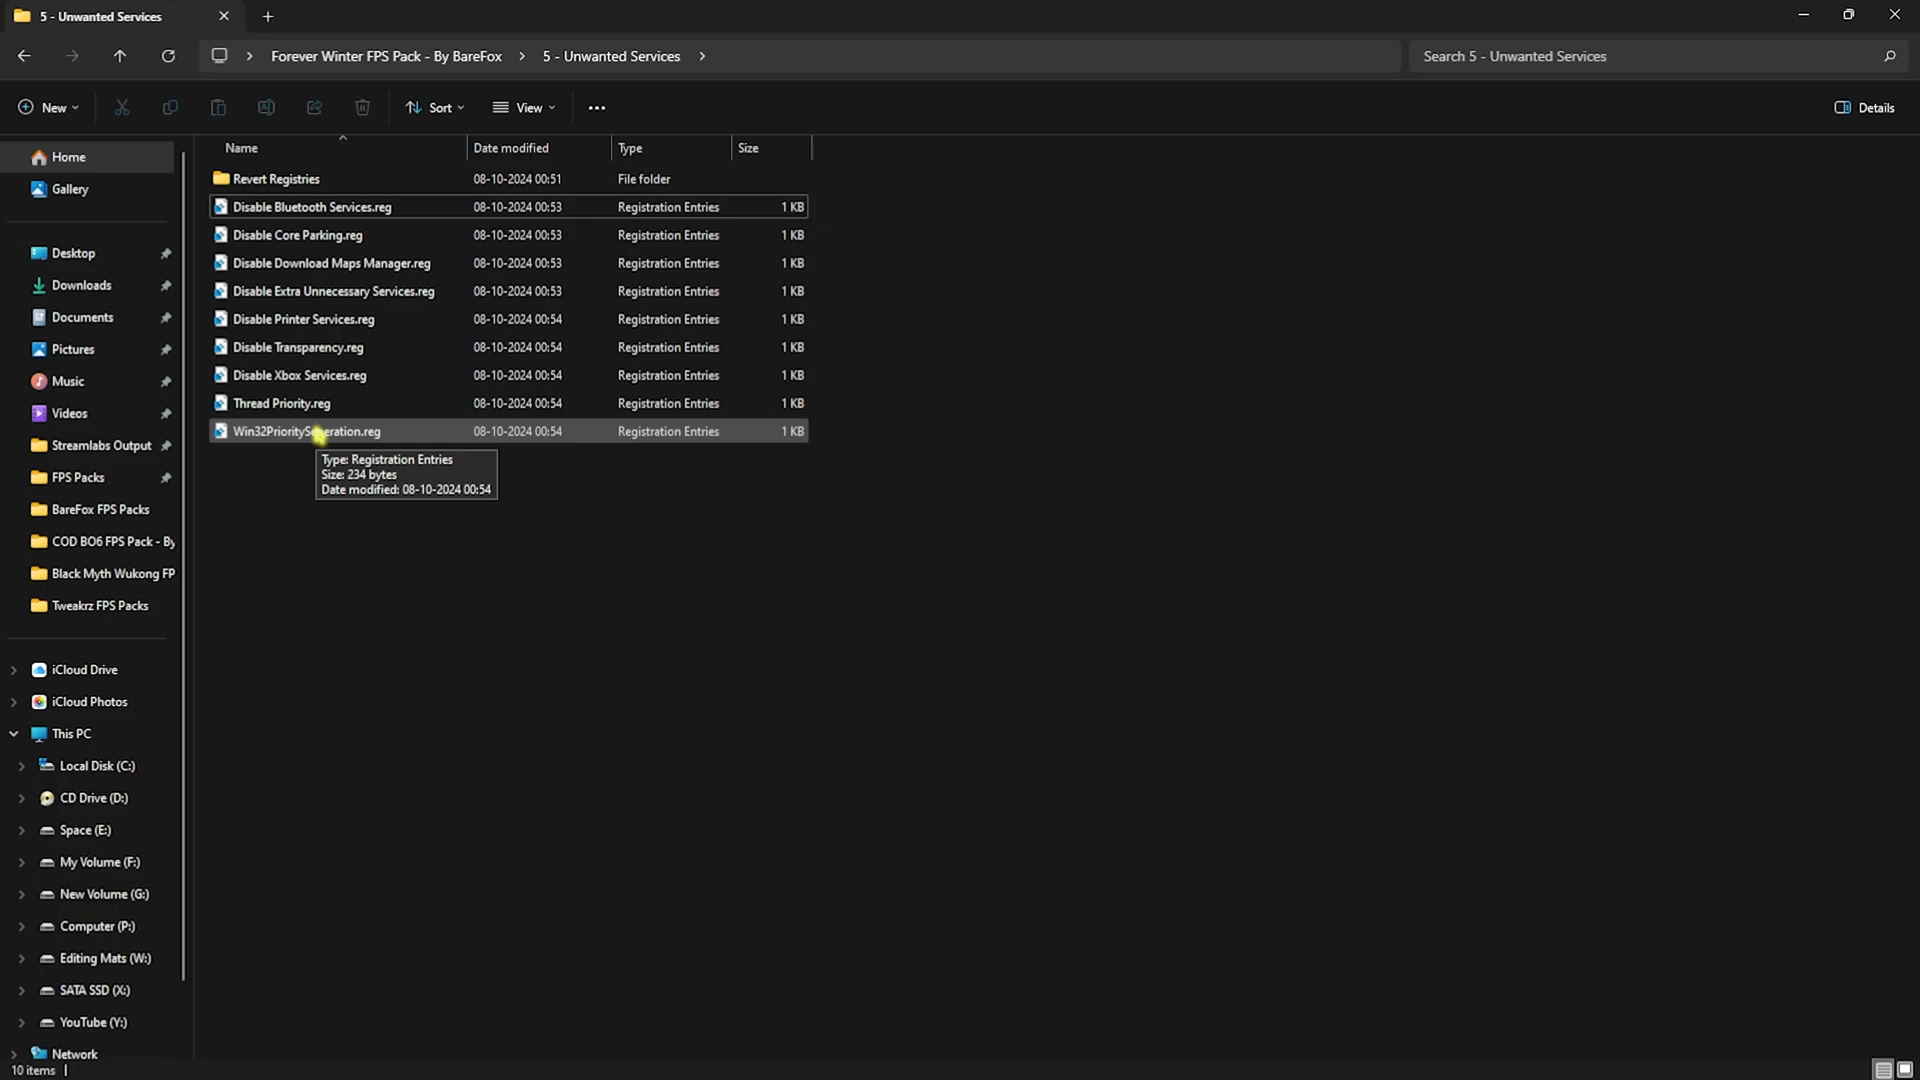 5 - Unwanted Services
Forever Winter FPS Pack - By BareFox
5 - Unwanted Services
Search 5 - Unwanted Services
New
Sort
View
Details
Name
Date modified
Type
Size
Home
Gallery
Desktop
Downloads
Documents
Pictures
Music
Videos
Streamlabs Output
FPS Packs
BareFox FPS Packs
COD BO6 FPS Pack - By
Black Myth Wukong FP
Tweakrz FPS Packs
iCloud Drive
iCloud Photos
This PC
Local Disk (C:)
CD Drive (D:)
Space (E:)
My Volume (F:)
New Volume (G:)
Computer (P:)
Editing Mats (W:)
SATA SSD (X:)
YouTube (Y:)
Network
Revert Registries 08-10-2024 00:51 File folder
Disable Bluetooth Services.reg 08-10-2024 00:53 Registration Entries 1 KB
Disable Core Parking.reg 08-10-2024 00:53 Registration Entries 1 KB
Disable Download Maps Manager.reg 08-10-2024 00:53 Registration Entries 1 KB
Disable Extra Unnecessary Services.reg 08-10-2024 00:53 Registration Entries 1 KB
Disable Printer Services.reg 08-10-2024 00:54 Registration Entries 1 KB
Disable Transparency.reg 08-10-2024 00:54 Registration Entries 1 KB
Disable Xbox Services.reg 08-10-2024 00:54 Registration Entries 1 KB
Thread Priority.reg 08-10-2024 00:54 Registration Entries 1 KB
08-10-2024 00:54 Registration Entries 1 KB
Type: Registration Entries
Size: 234 bytes
Date modified: 08-10-2024 00:54
10 items